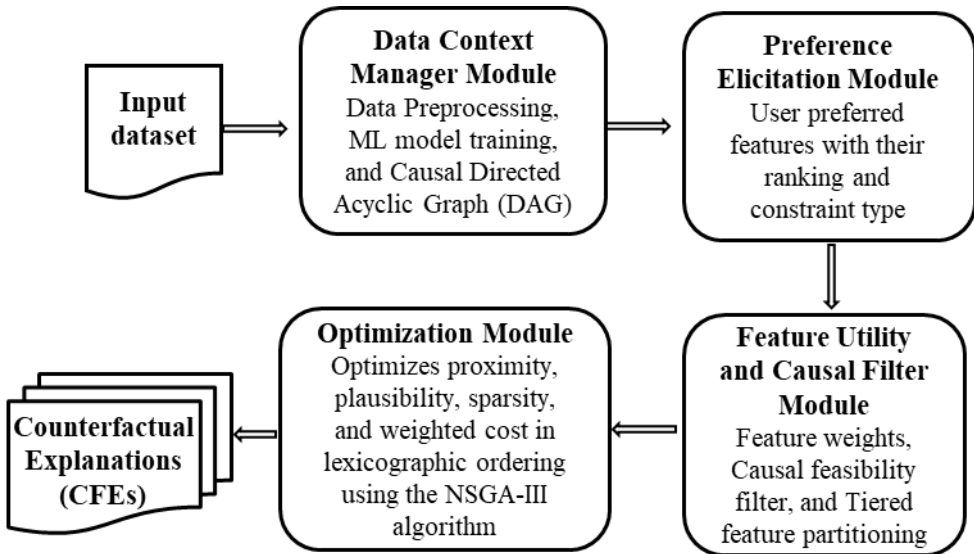 Input
dataset
Data Context
Manager Module
Data Preprocessing,
ML model training,
and Causal Directed
Acyclic Graph (DAG)
Preference
Elicitation Module
User preferred
features with their
ranking and
constraint type
Feature Utility
and Causal Filter
Module
Feature weights,
Causal feasibility
filter, and Tiered
feature partitioning
Optimization Module
Optimizes proximity,
plausibility, sparsity,
and weighted cost in
lexicographic ordering
using the NSGA-III
algorithm
Counterfactual
Explanations
(CFEs)